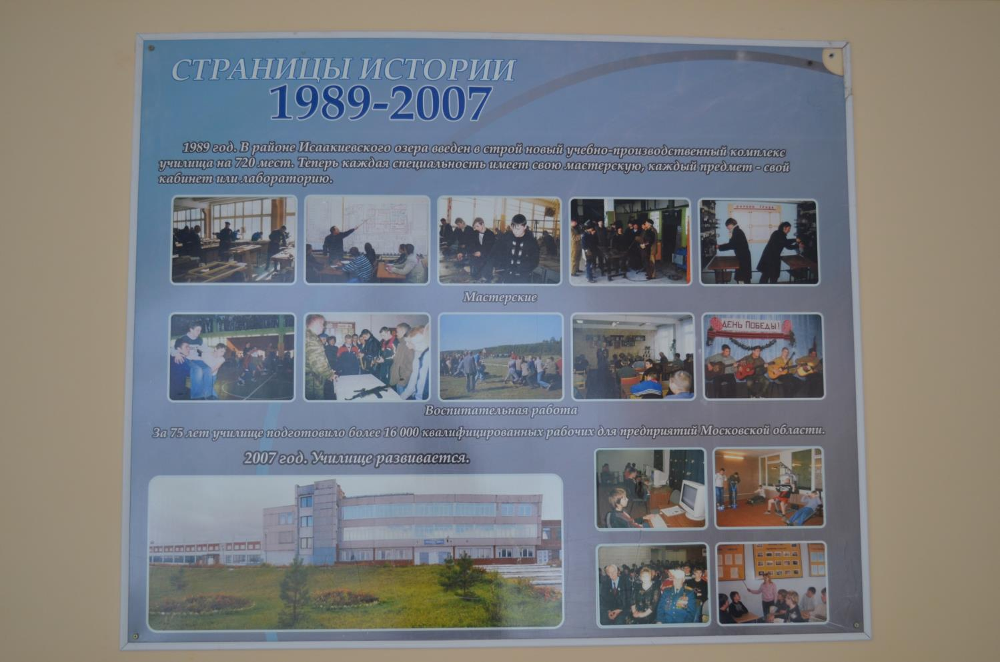 СТРАНИЦЫ ИСТОРИИ
1989-2007
1989 год. В районе Исаакиевского озера введен в строй новый учебно-производственный комплекс
училища на 720 мест. Теперь каждая специальность имеет свою мастерскую, каждый предмет - свой
кабинет или лабораторию.
ОХРАНА ТРУДА
Мастерские
ДЕНЬ ПОБЕДЫ!
Воспитательная работа
За 75 лет училище подготовило более 16 000 квалифицированных рабочих для предприятий Московской области.
2007 год. Училище развивается.